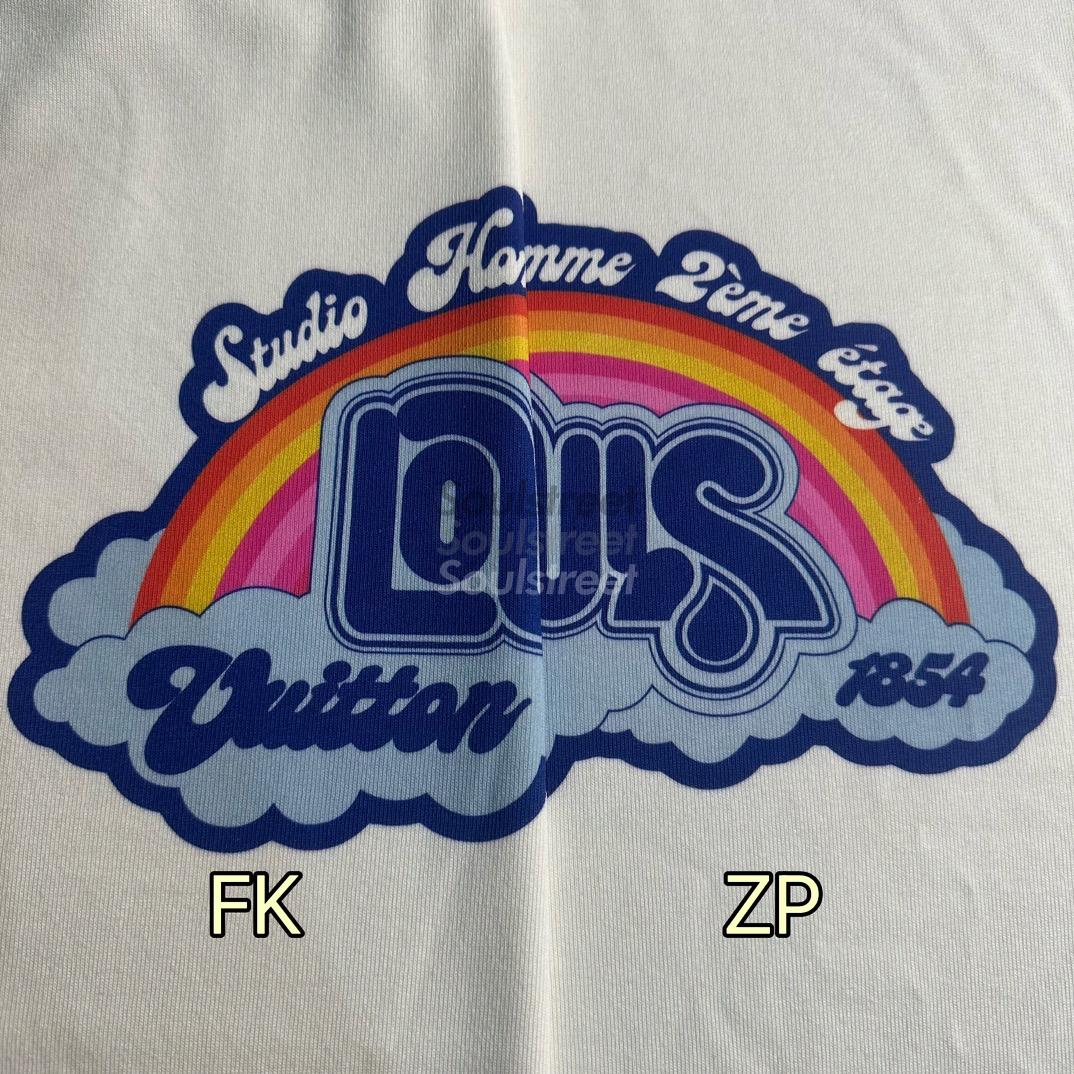 Studio Homme 2ème étage
Louis
Soulstreet
Soulstreet
Soulstreet
Vuitton 1854
FK ZP